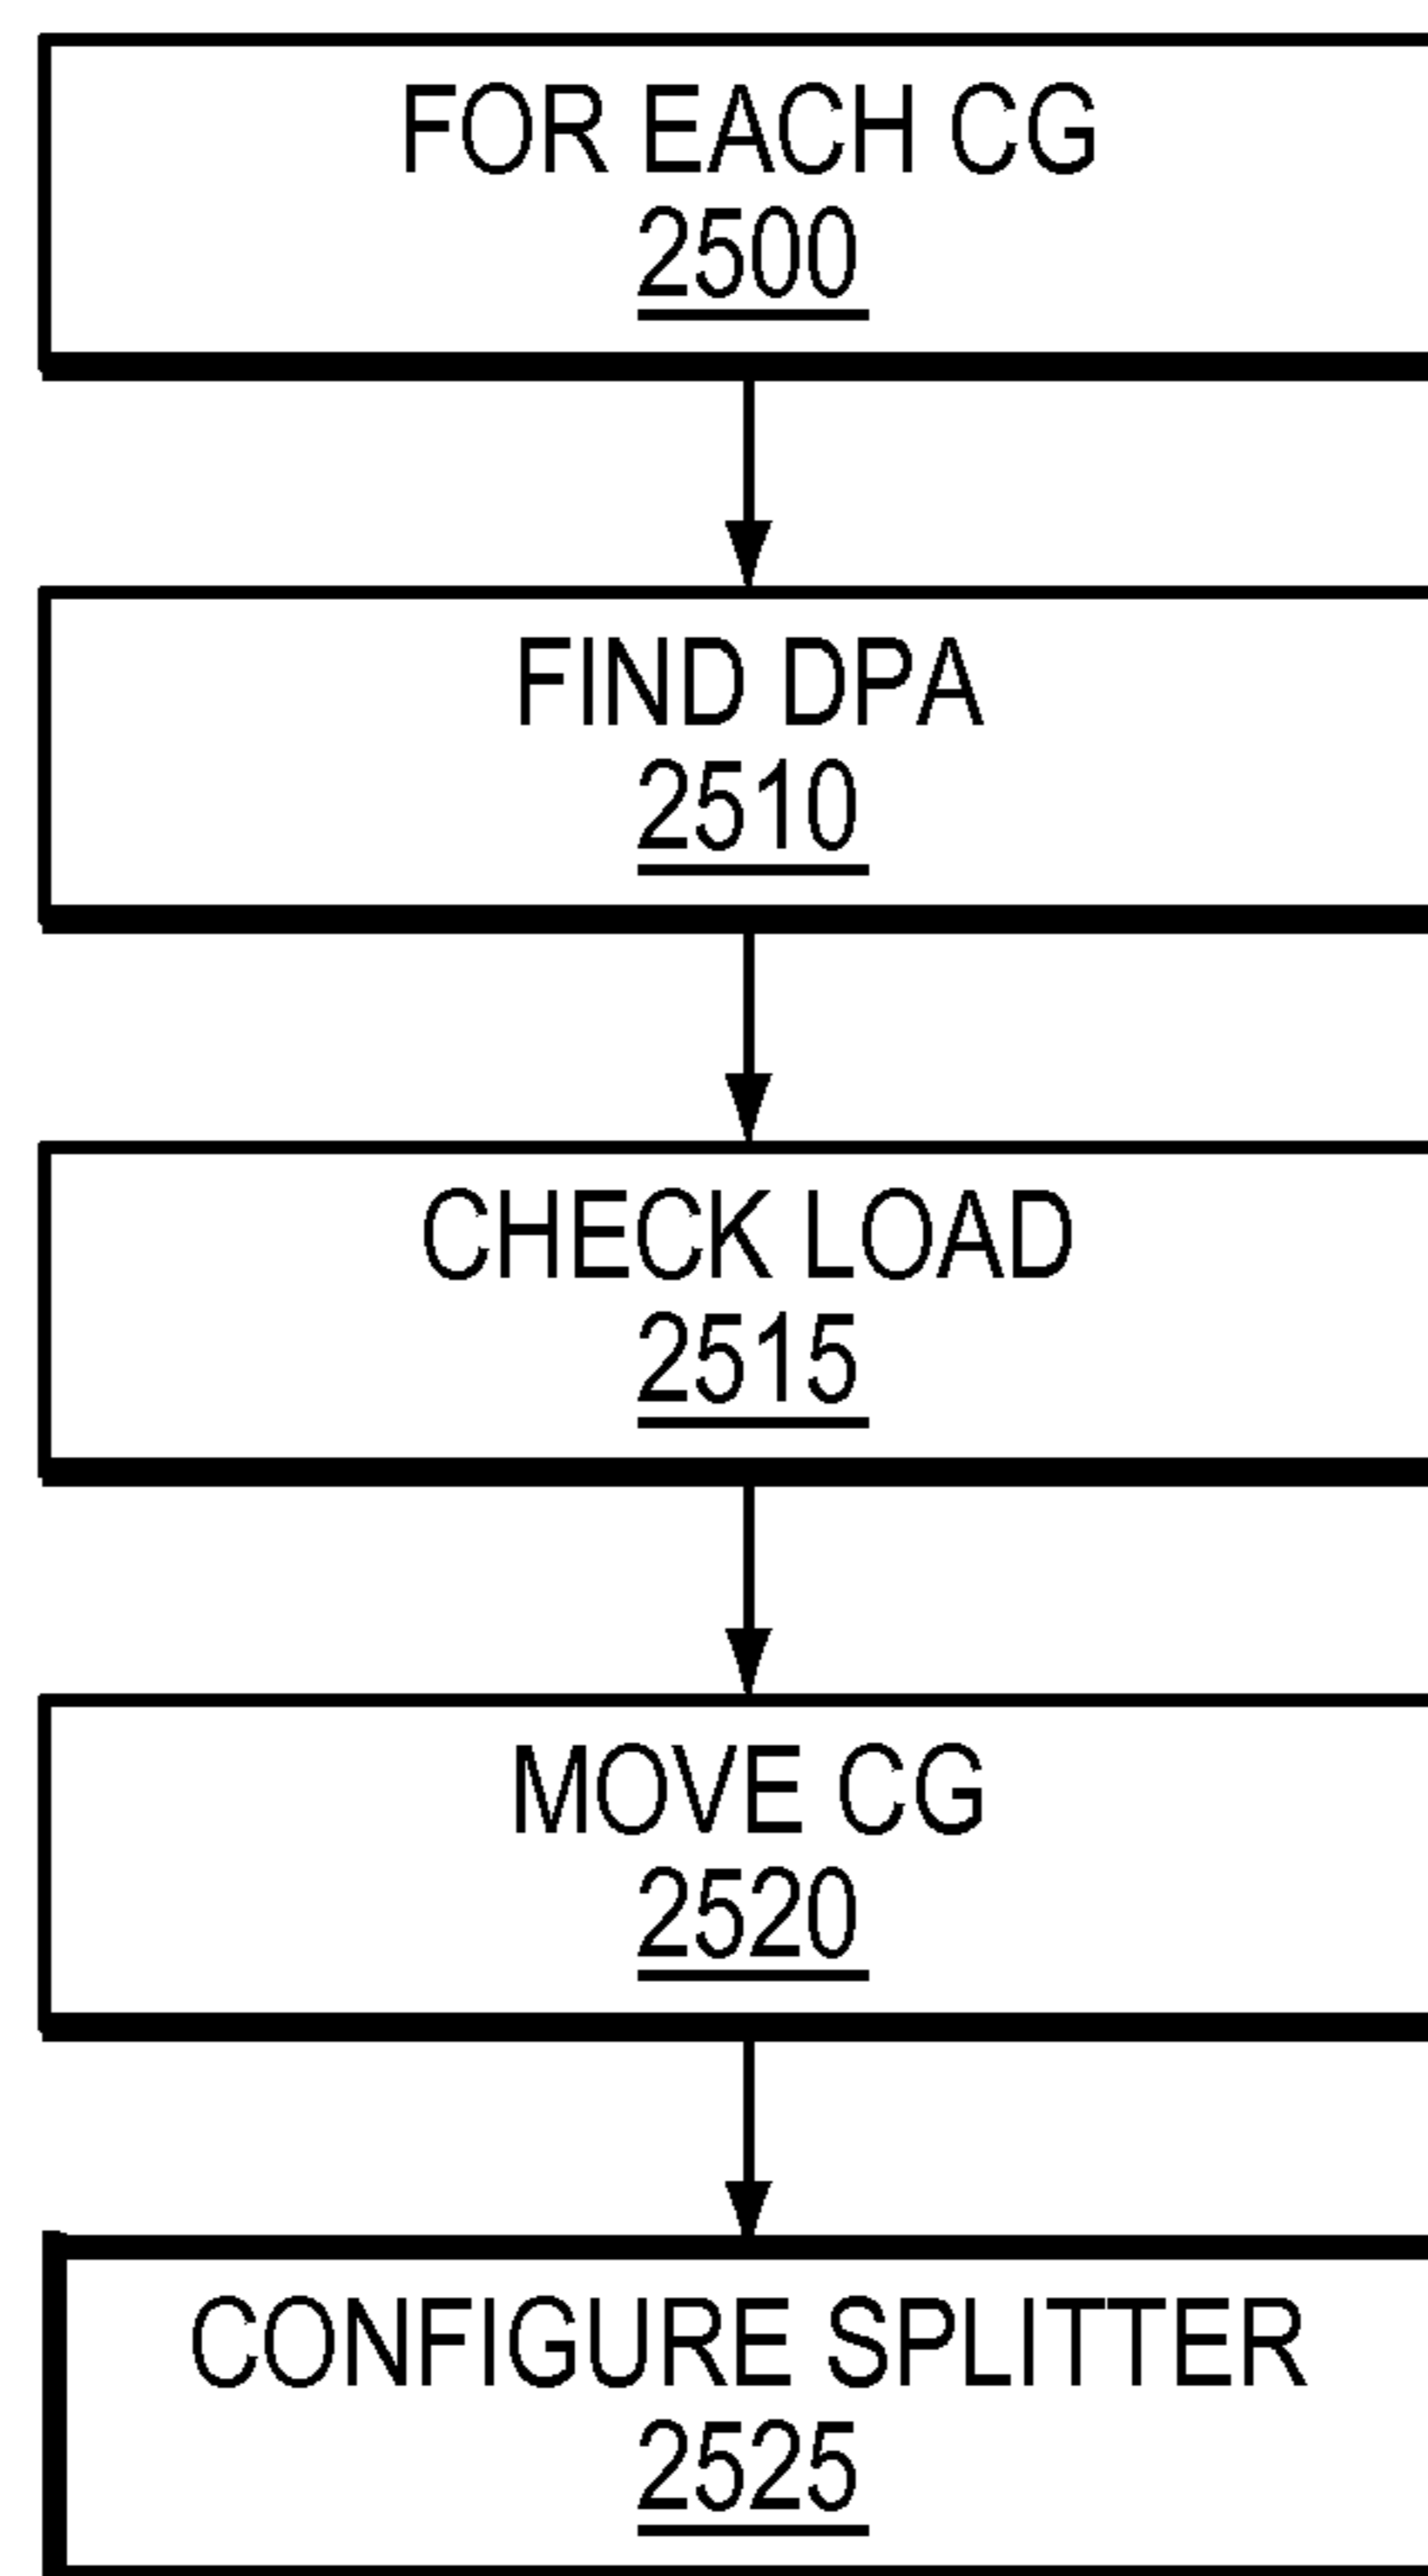 FOR EACH CG
2500
FIND DPA
2510
CHECK LOAD
2515
MOVE CG
2520
CONFIGURE SPLITTER
2525